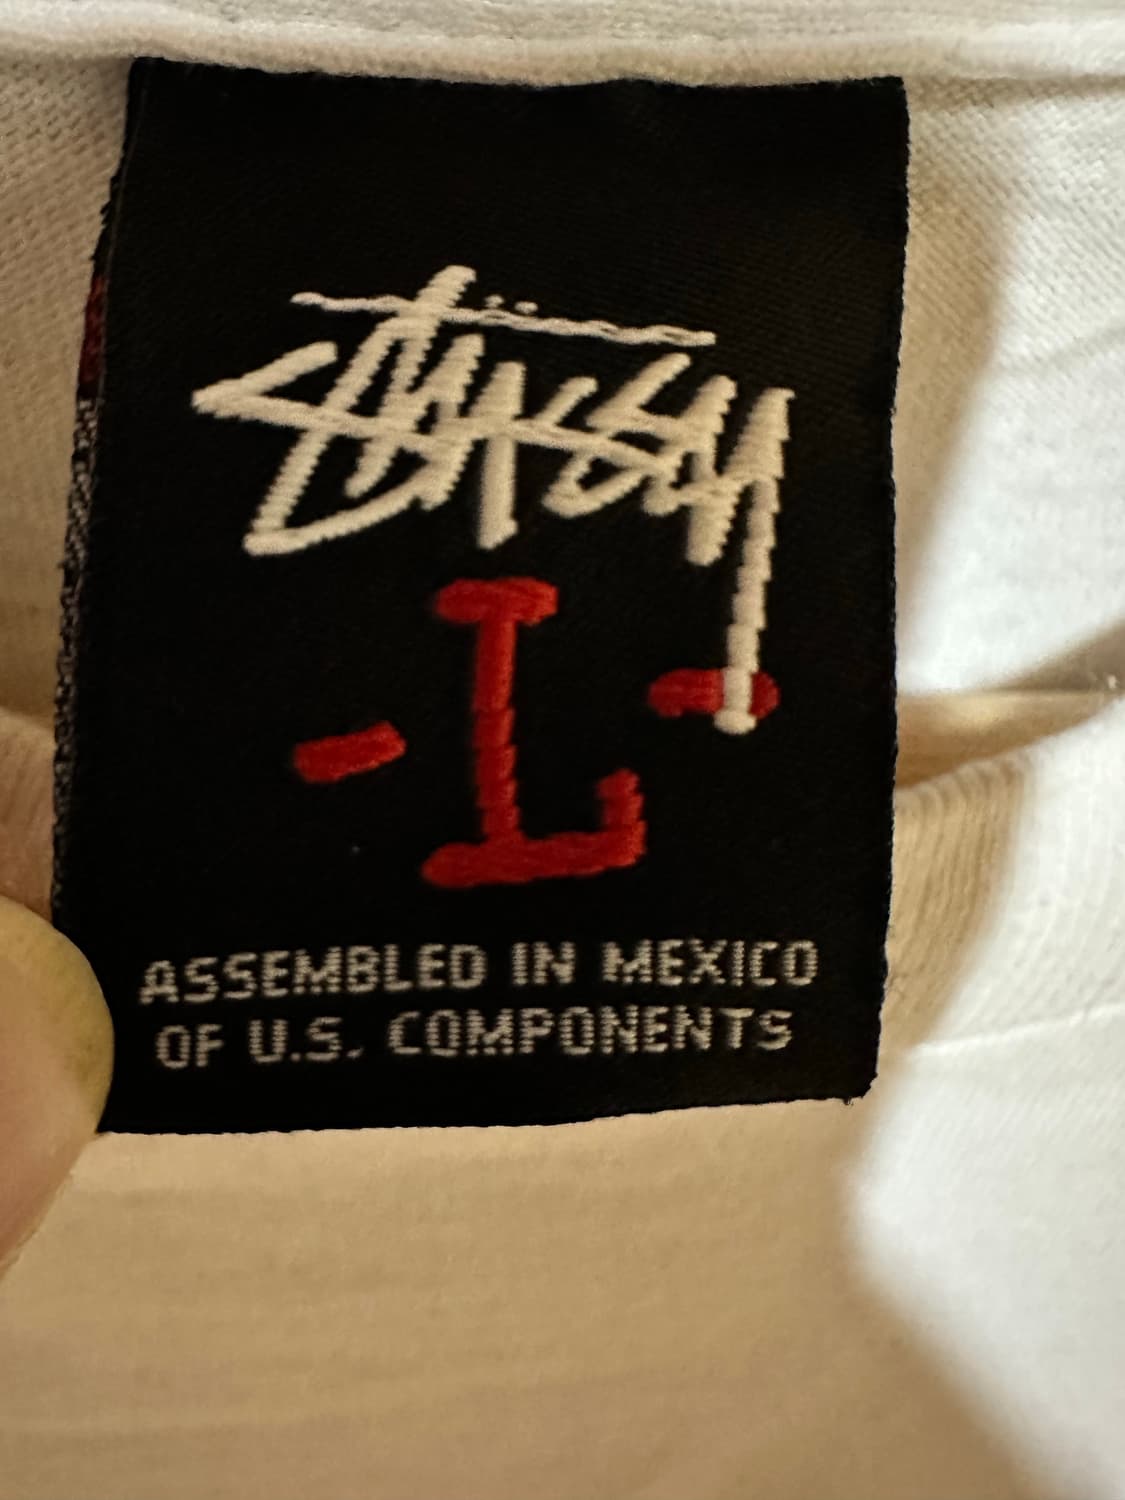 Stüssy
- L -
ASSEMBLED IN MEXICO
OF U.S. COMPONENTS